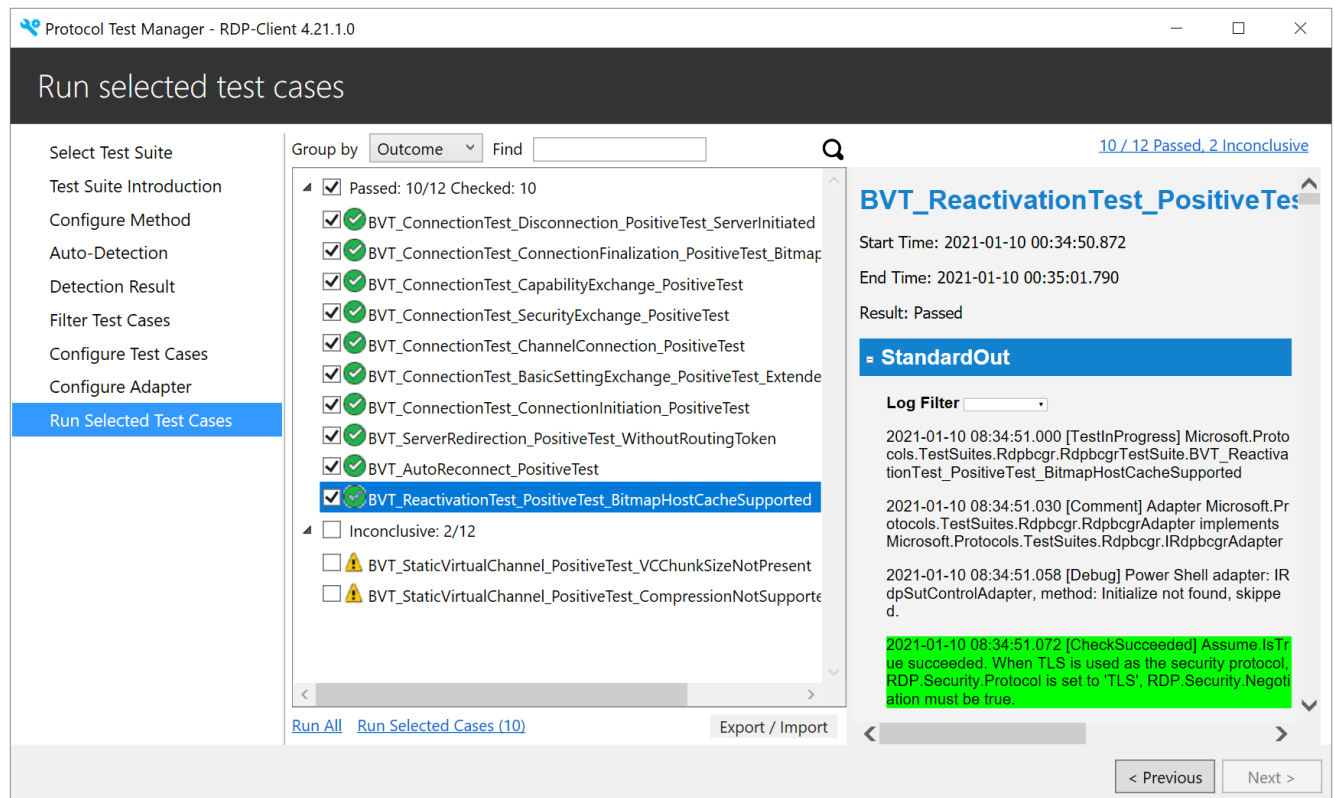 Protocol Test Manager - RDP-Client 4.21.1.0
Run selected test cases
Select Test Suite
Test Suite Introduction
Configure Method
Auto-Detection
Detection Result
Filter Test Cases
Configure Test Cases
Configure Adapter
Run Selected Test Cases
Group by Outcome Find
Passed: 10/12 Checked: 10
BVT_ConnectionTest_Disconnection_PositiveTest_ServerInitiated
BVT_ConnectionTest_ConnectionFinalization_PositiveTest_Bitmap
BVT_ConnectionTest_CapabilityExchange_PositiveTest
BVT_ConnectionTest_SecurityExchange_PositiveTest
BVT_ConnectionTest_ChannelConnection_PositiveTest
BVT_ConnectionTest_BasicSettingExchange_PositiveTest_Extende
BVT_ConnectionTest_ConnectionInitiation_PositiveTest
BVT_ServerRedirection_PositiveTest_WithoutRoutingToken
BVT_AutoReconnect_PositiveTest
BVT_ReactivationTest_PositiveTest_BitmapHostCacheSupported
Inconclusive: 2/12
BVT_StaticVirtualChannel_PositiveTest_VCChunkSizeNotPresent
BVT_StaticVirtualChannel_PositiveTest_CompressionNotSupporte
Run All Run Selected Cases (10) Export / Import
10 / 12 Passed, 2 Inconclusive
BVT_ReactivationTest_PositiveTes
Start Time: 2021-01-10 00:34:50.872
End Time: 2021-01-10 00:35:01.790
Result: Passed
StandardOut
Log Filter
2021-01-10 08:34:51.000 [TestInProgress] Microsoft.Proto
cols.TestSuites.Rdpbcgr.RdpbcgrTestSuite.BVT_Reactiva
tionTest_PositiveTest_BitmapHostCacheSupported
2021-01-10 08:34:51.030 [Comment] Adapter Microsoft.Pr
otocols.TestSuites.Rdpbcgr.RdpbcgrAdapter implements
Microsoft.Protocols.TestSuites.Rdpbcgr.IRdpbcgrAdapter
2021-01-10 08:34:51.058 [Debug] Power Shell adapter: IR
dpSutControlAdapter, method: Initialize not found, skippe
d.
2021-01-10 08:34:51.072 [CheckSucceeded] Assume.IsTr
ue succeeded. When TLS is used as the security protocol,
RDP.Security.Protocol is set to 'TLS', RDP.Security.Negoti
ation must be true.
< Previous Next >